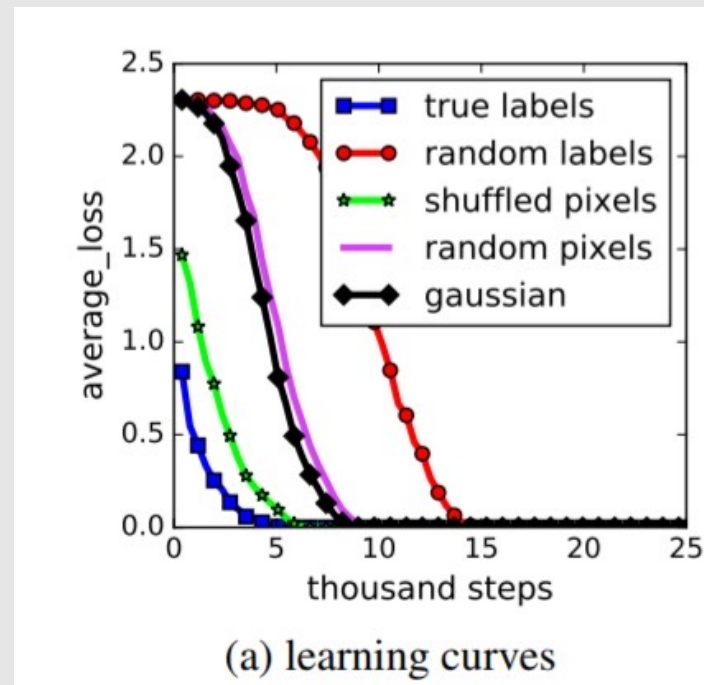 2.5
2.0
1.5
1.0
0.5
0.0
average_loss
true labels
random labels
shuffled pixels
random pixels
gaussian
0 5 10 15 20 25
thousand steps
(a) learning curves